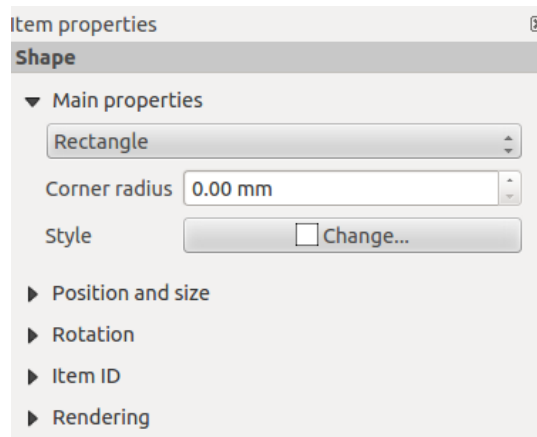 Item properties
Shape
Main properties
Rectangle
Corner radius 0.00 mm
Style Change...
Position and size
Rotation
Item ID
Rendering